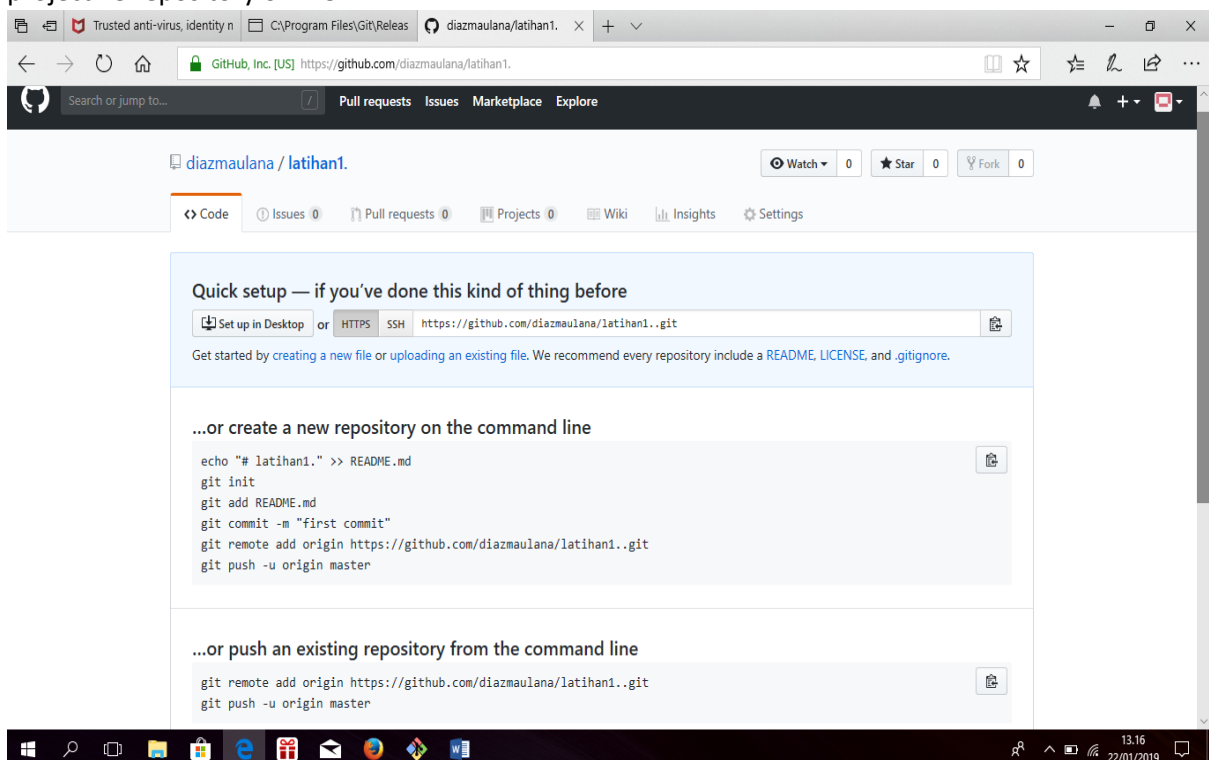 Trusted anti-virus, identity n
C:\Program Files\Git\Releas
diazmaulana/latihan1.
GitHub, Inc. [US] https://github.com/diazmaulana/latihan1.
Search or jump to...
/
Pull requests Issues Marketplace Explore
diazmaulana / latihan1.
Watch 0 Star 0 Fork 0
Code Issues 0 Pull requests 0 Projects 0 Wiki Insights Settings
Quick setup — if you've done this kind of thing before
Set up in Desktop or HTTPS SSH https://github.com/diazmaulana/latihan1..git
Get started by creating a new file or uploading an existing file. We recommend every repository include a README, LICENSE, and .gitignore.
...or create a new repository on the command line
echo "# latihan1." >> README.md
git init
git add README.md
git commit -m "first commit"
git remote add origin https://github.com/diazmaulana/latihan1..git
git push -u origin master
...or push an existing repository from the command line
git remote add origin https://github.com/diazmaulana/latihan1..git
git push -u origin master
13.16
22/01/2019